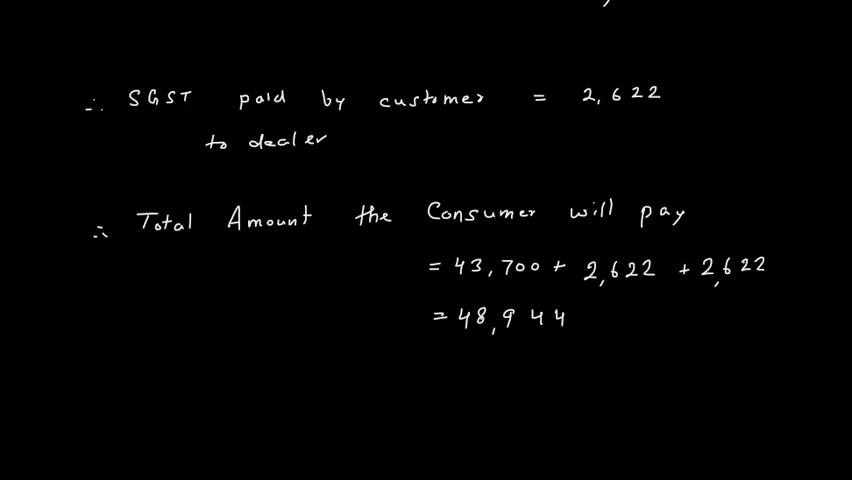 ∴ SGST paid by customer = 2,622
to dealer
∴ Total Amount the Consumer will pay
= 43,700 + 2,622 + 2,622
= 48,944